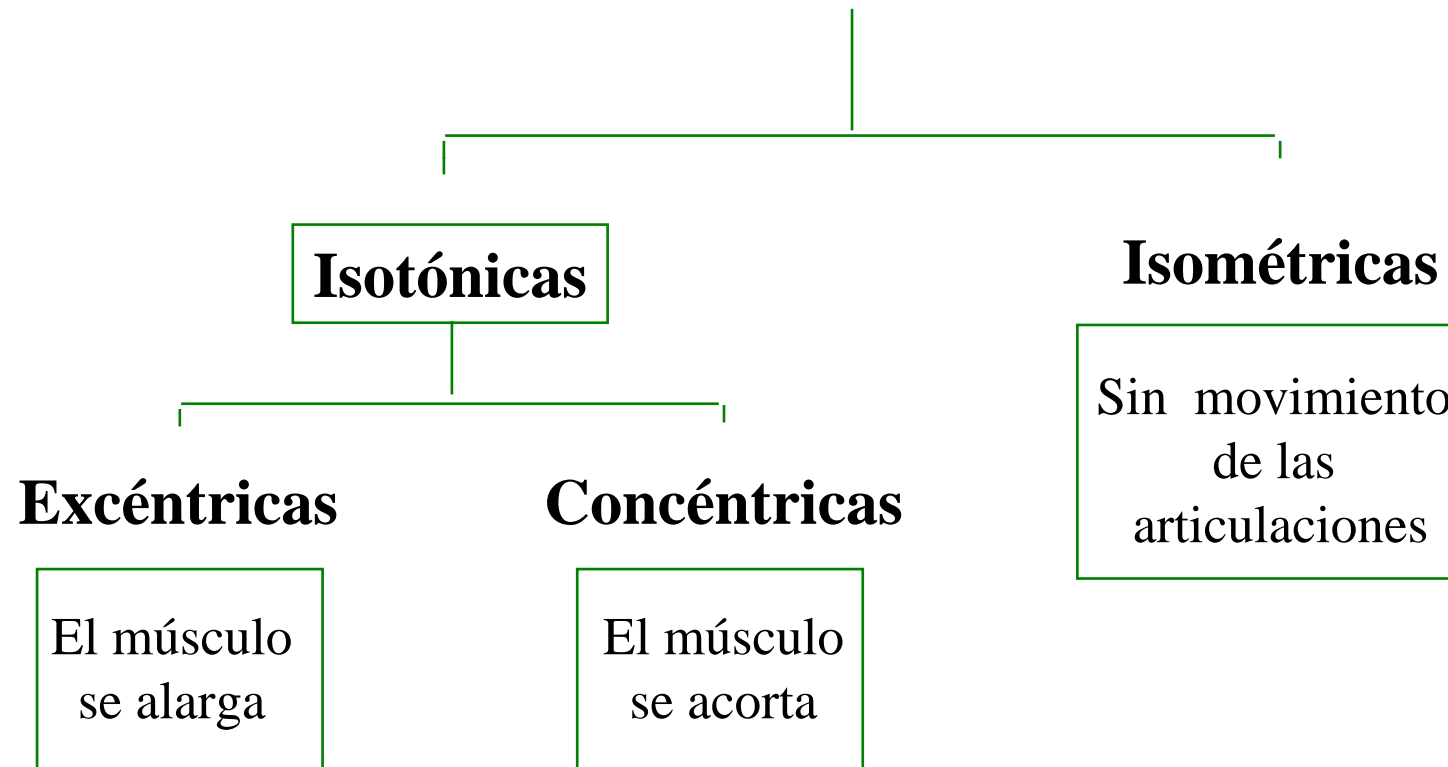 Isotónicas
Isométricas
Sin movimiento
de las
articulaciones
Excéntricas
Concéntricas
El músculo
se alarga
El músculo
se acorta